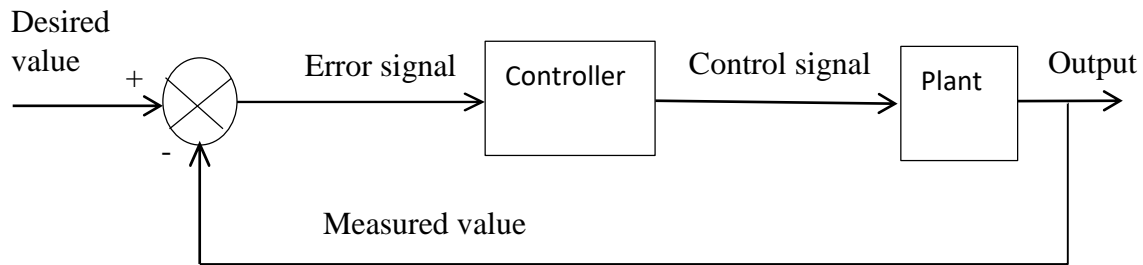 Desired
value
+
Error signal
Controller
Control signal
Plant
Output
-
Measured value